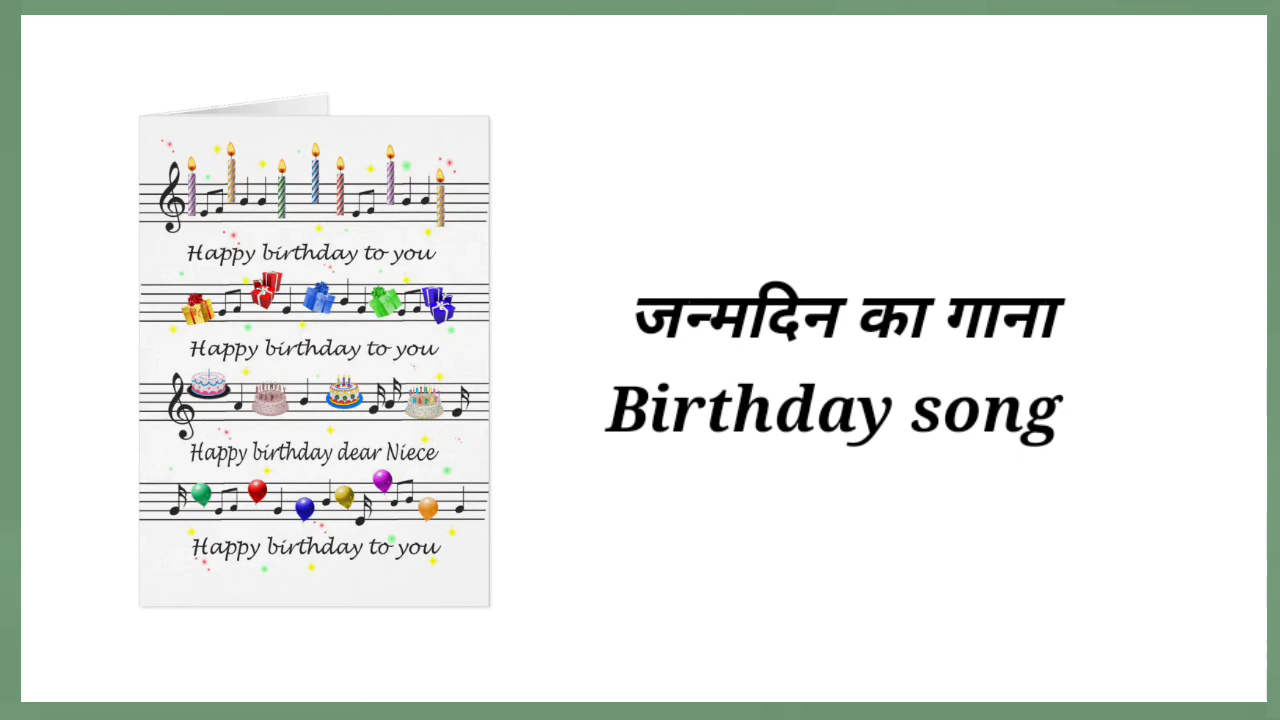 Happy birthday to you
Happy birthday to you
Happy birthday dear Niece
Happy birthday to you
जन्मदिन का गाना
Birthday song